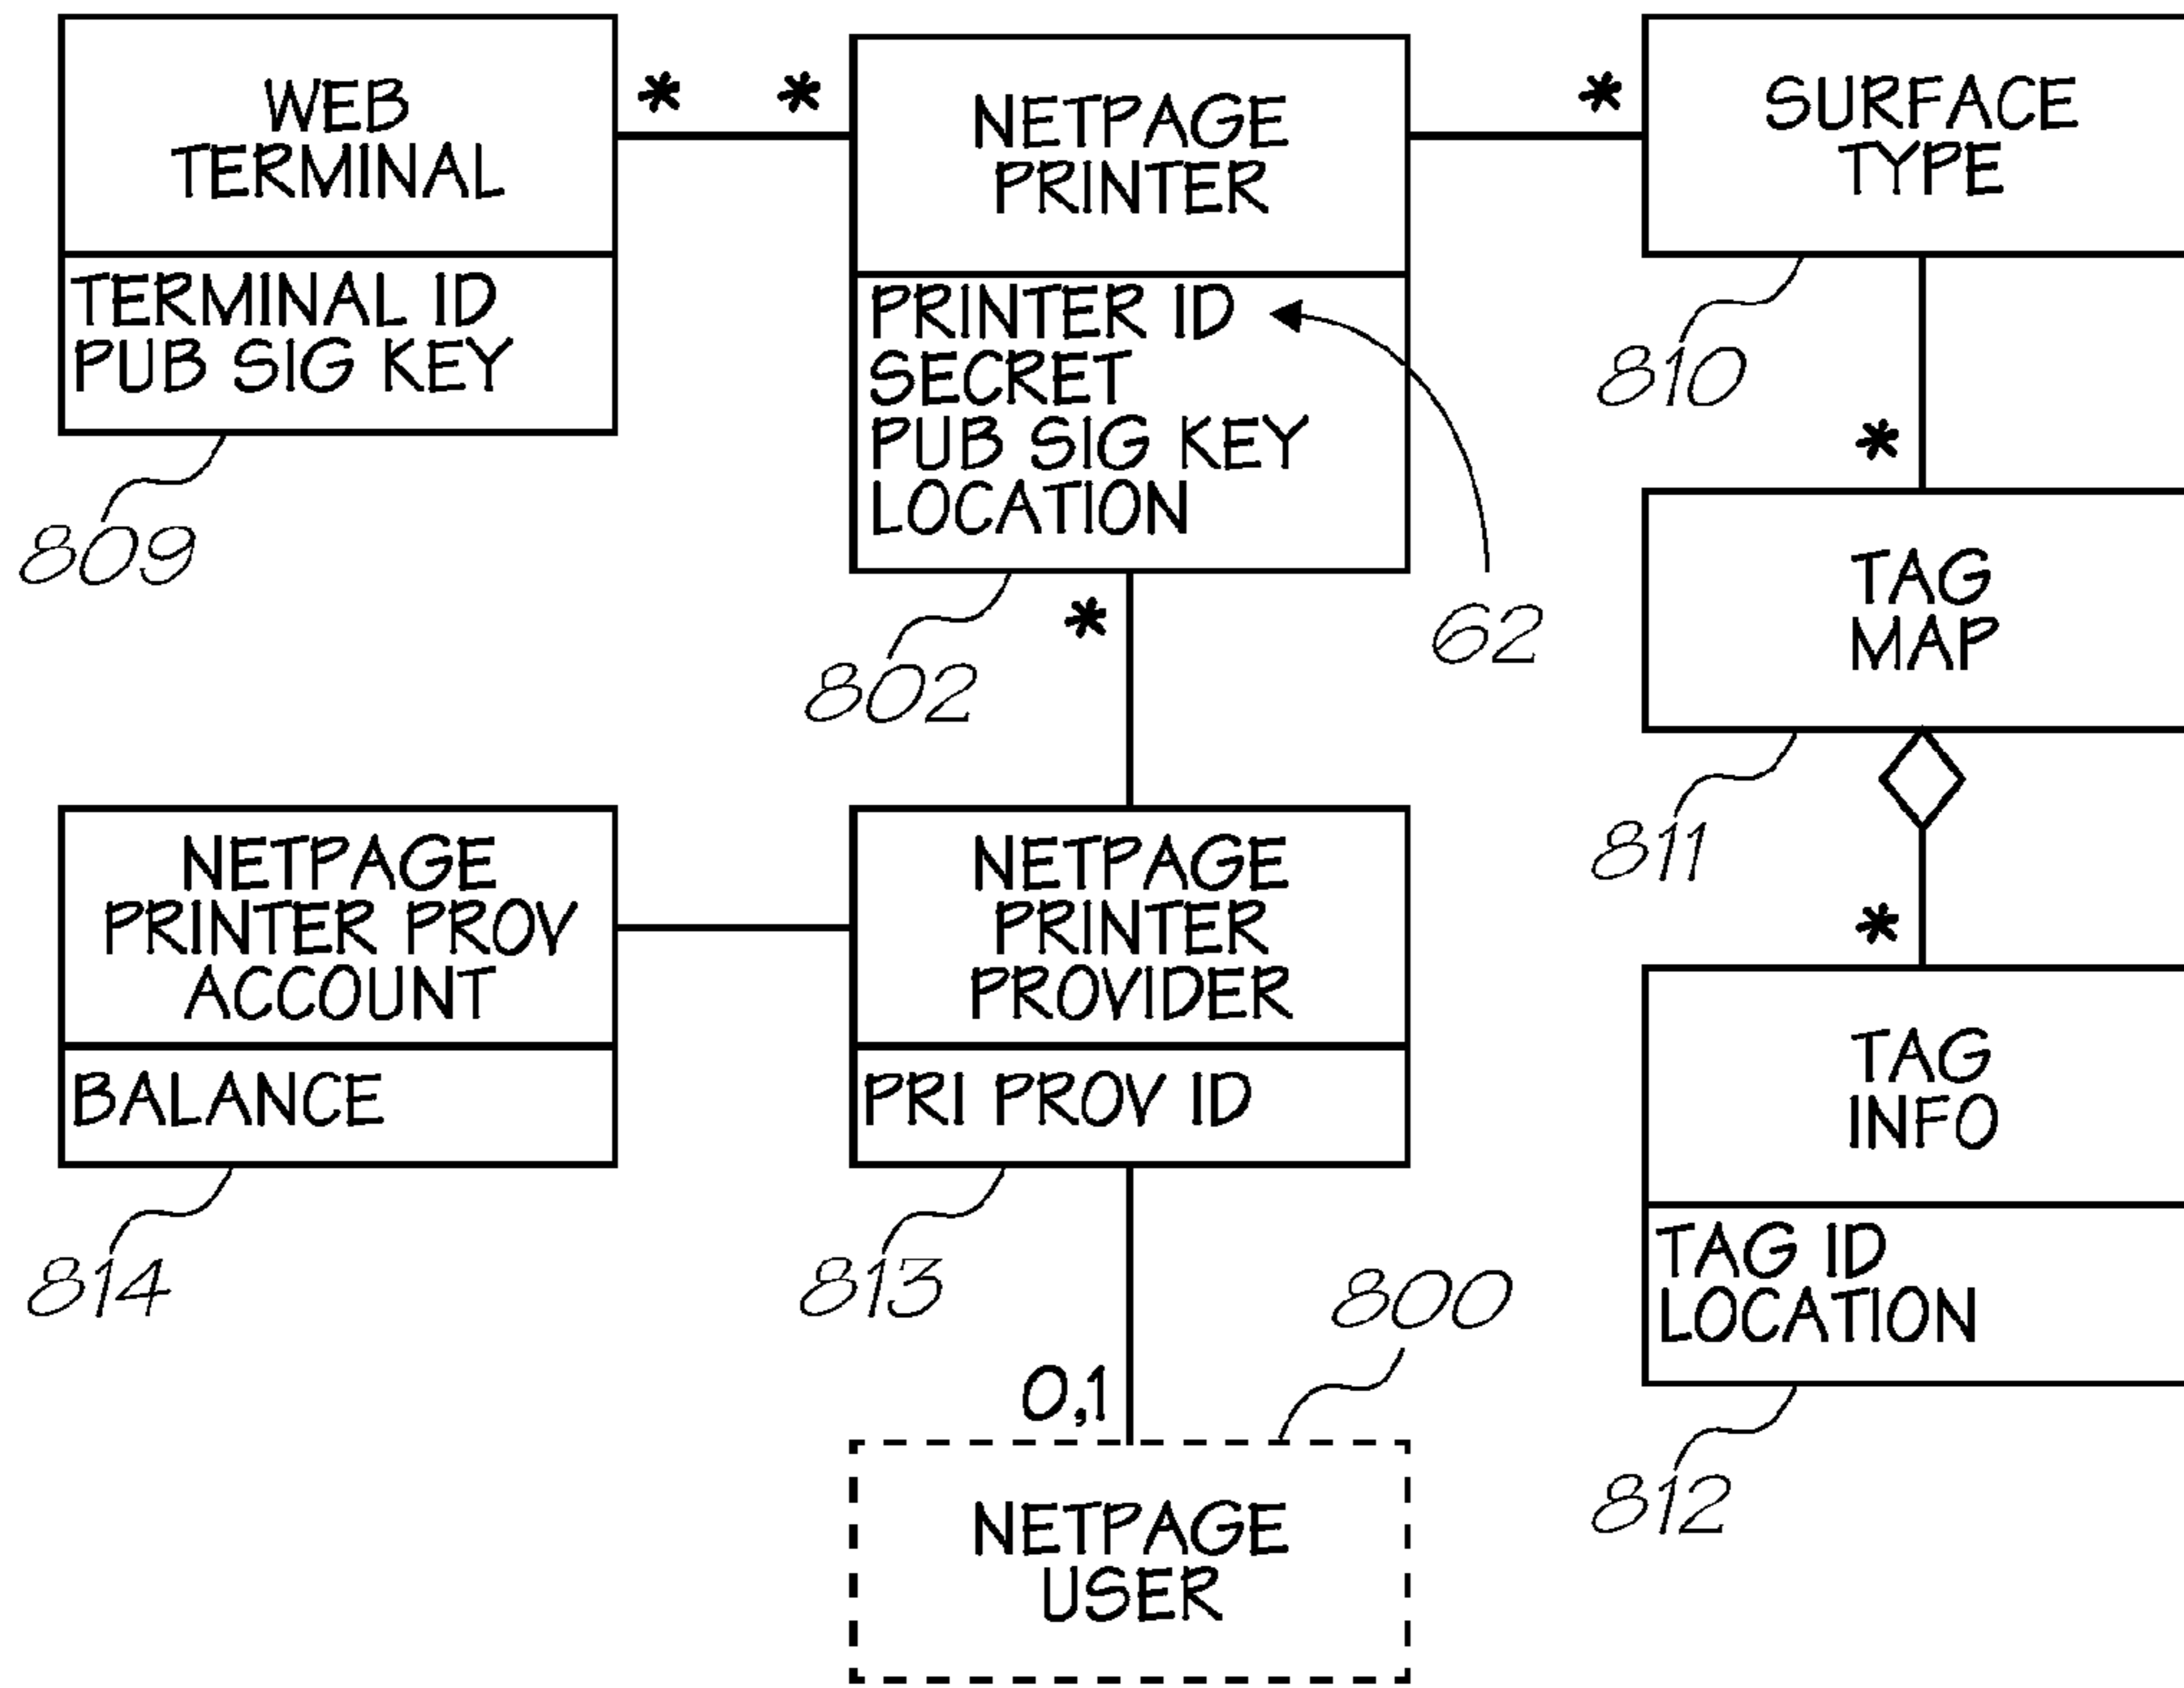 WEB
TERMINAL
TERMINAL ID
PUB SIG KEY
809
*
*
NETPAGE
PRINTER
PRINTER ID
SECRET
PUB SIG KEY
LOCATION
62
802
*
*
SURFACE
TYPE
810
*
TAG
MAP
811
*
TAG
INFO
TAG ID
LOCATION
812
NETPAGE
PRINTER PROV
ACCOUNT
BALANCE
814
NETPAGE
PRINTER
PROVIDER
PRI PROV ID
813
800
0,1
NETPAGE
USER